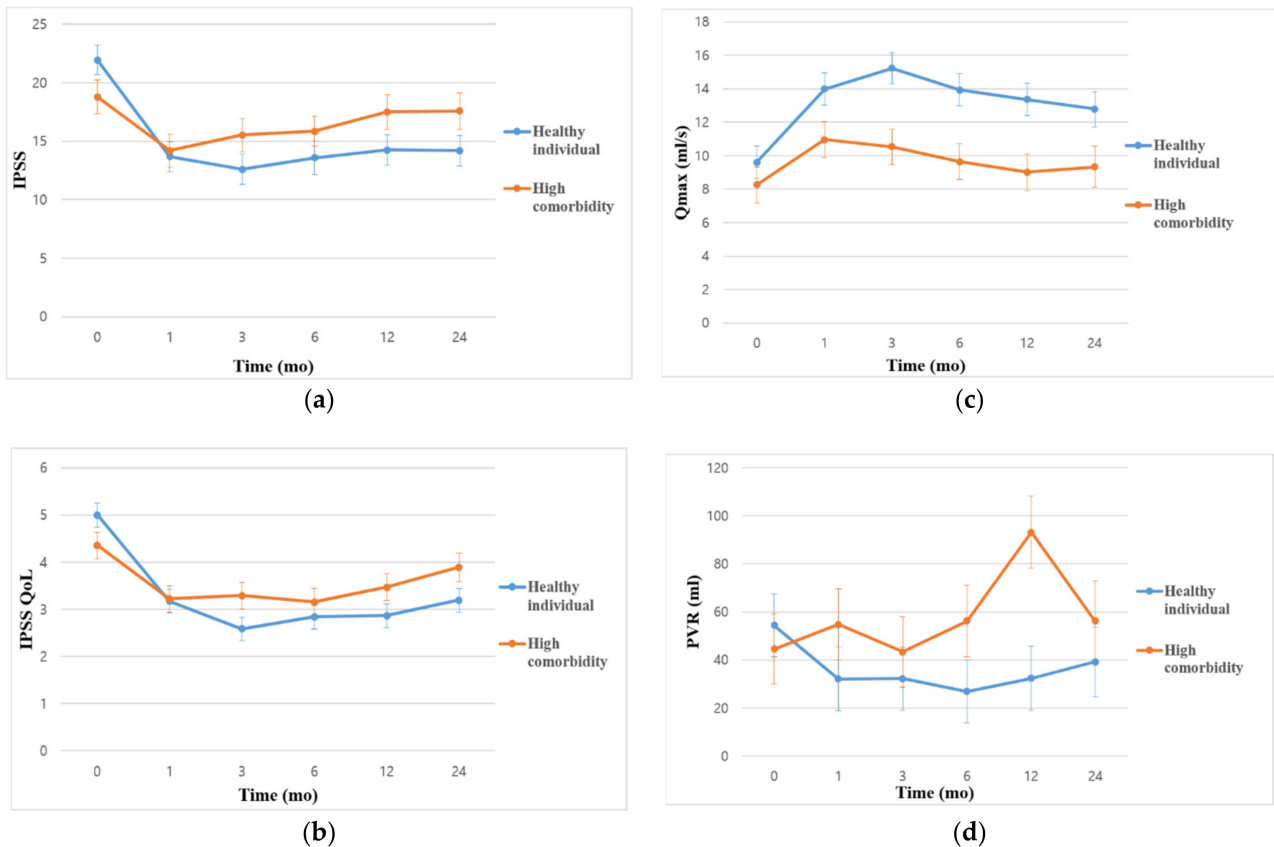 25
20
15
10
5
0
IPSS
0 1 3 6 12 24
Time (mo)
Healthy
individual
High
comorbidity
(a)
18
16
14
12
10
8
6
4
2
0
Qmax (ml/s)
0 1 3 6 12 24
Time (mo)
Healthy
individual
High
comorbidity
(c)
6
5
4
3
2
1
0
IPSS QoL
0 1 3 6 12 24
Time (mo)
Healthy
individual
High
comorbidity
(b)
120
100
80
60
40
20
0
PVR (ml)
0 1 3 6 12 24
Time (mo)
Healthy
individual
High
comorbidity
(d)